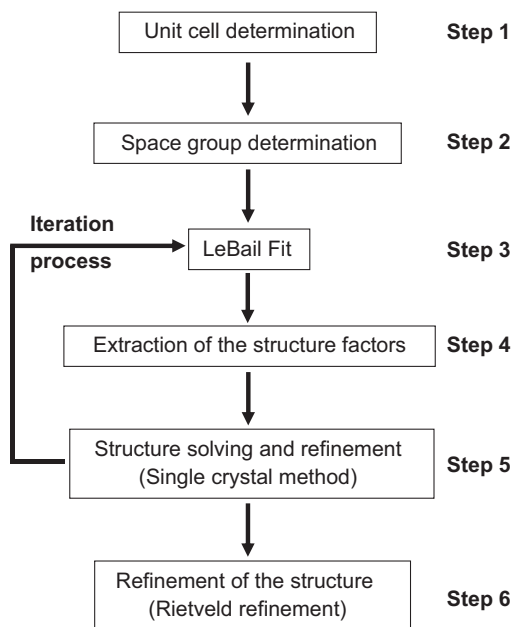 Unit cell determination
Step 1
Space group determination
Step 2
Iteration
process
LeBail Fit
Step 3
Extraction of the structure factors
Step 4
Structure solving and refinement
(Single crystal method)
Step 5
Refinement of the structure
(Rietveld refinement)
Step 6